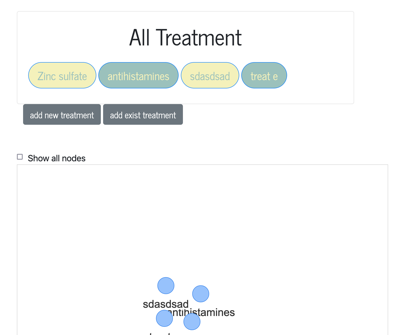 All Treatment
Zinc sulfate antihistamines sdasdsad treat e
add new treatment add exist treatment
Show all nodes
sdasdsad
antihistamines